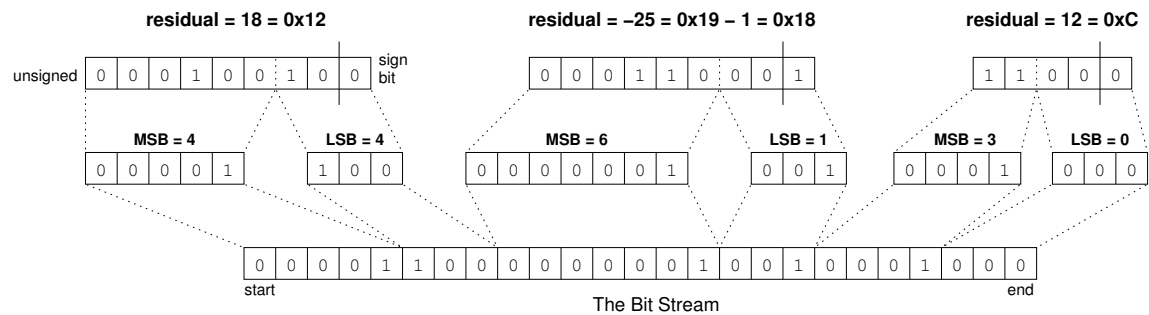 residual = 18 = 0x12
residual = −25 = 0x19 − 1 = 0x18
residual = 12 = 0xC
unsigned 0 0 0 1 0 0 1 0 0 sign bit
0 0 0 1 1 0 0 0 1
1 1 0 0 0
MSB = 4
LSB = 4
MSB = 6
LSB = 1
MSB = 3
LSB = 0
0 0 0 0 1
1 0 0
0 0 0 0 0 0 1
0 0 1
0 0 0 1
0 0 0
0 0 0 0 1 1 0 0 0 0 0 0 0 0 1 0 0 1 0 0 0 1 0 0 0
start
end
The Bit Stream